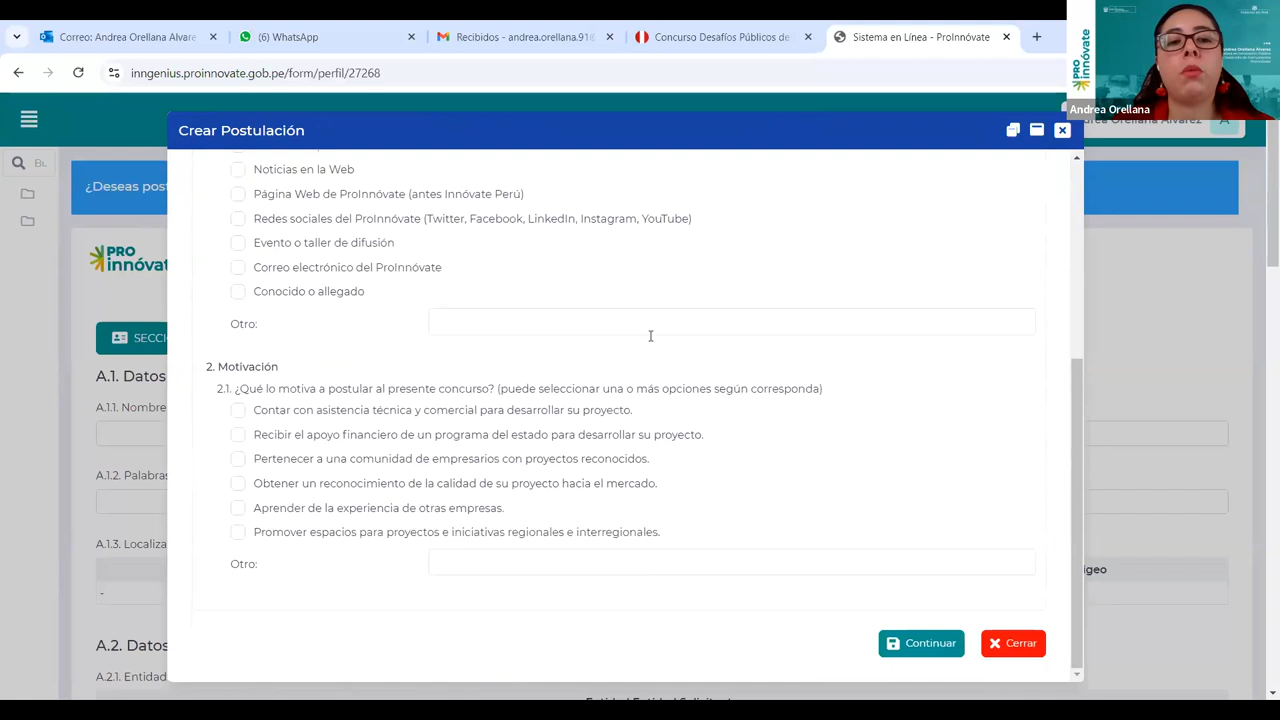 Correo: Andrea Orellana Alvare
(6) WhatsApp
Recibidos - andrea.orellana.91@
Concurso Desafíos Públicos de
Sistema en Línea - ProInnóvate
inngenius.proinnovate.gob.pe/form/perfil/27268
PRO innóvate
Andrea Orellana
Crear Postulación
Bu
¿Deseas pos
Noticias en la Web
Página Web de ProInnóvate (antes Innóvate Perú)
Redes sociales del ProInnóvate (Twitter, Facebook, LinkedIn, Instagram, YouTube)
Evento o taller de difusión
PRO
innóvate
Correo electrónico del ProInnóvate
Conocido o allegado
Otro:
SECCI
2. Motivación
A.1. Datos
2.1. ¿Qué lo motiva a postular al presente concurso? (puede seleccionar una o más opciones según corresponda)
A.1.1. Nombre
Contar con asistencia técnica y comercial para desarrollar su proyecto.
Recibir el apoyo financiero de un programa del estado para desarrollar su proyecto.
Pertenecer a una comunidad de empresarios con proyectos reconocidos.
A.1.2. Palabras
Obtener un reconocimiento de la calidad de su proyecto hacia el mercado.
Aprender de la experiencia de otras empresas.
Promover espacios para proyectos e iniciativas regionales e interregionales.
A.1.3. Localiza
Otro:
igeo
-
A.2. Datos
Continuar
Cerrar
A.2.1. Entidad